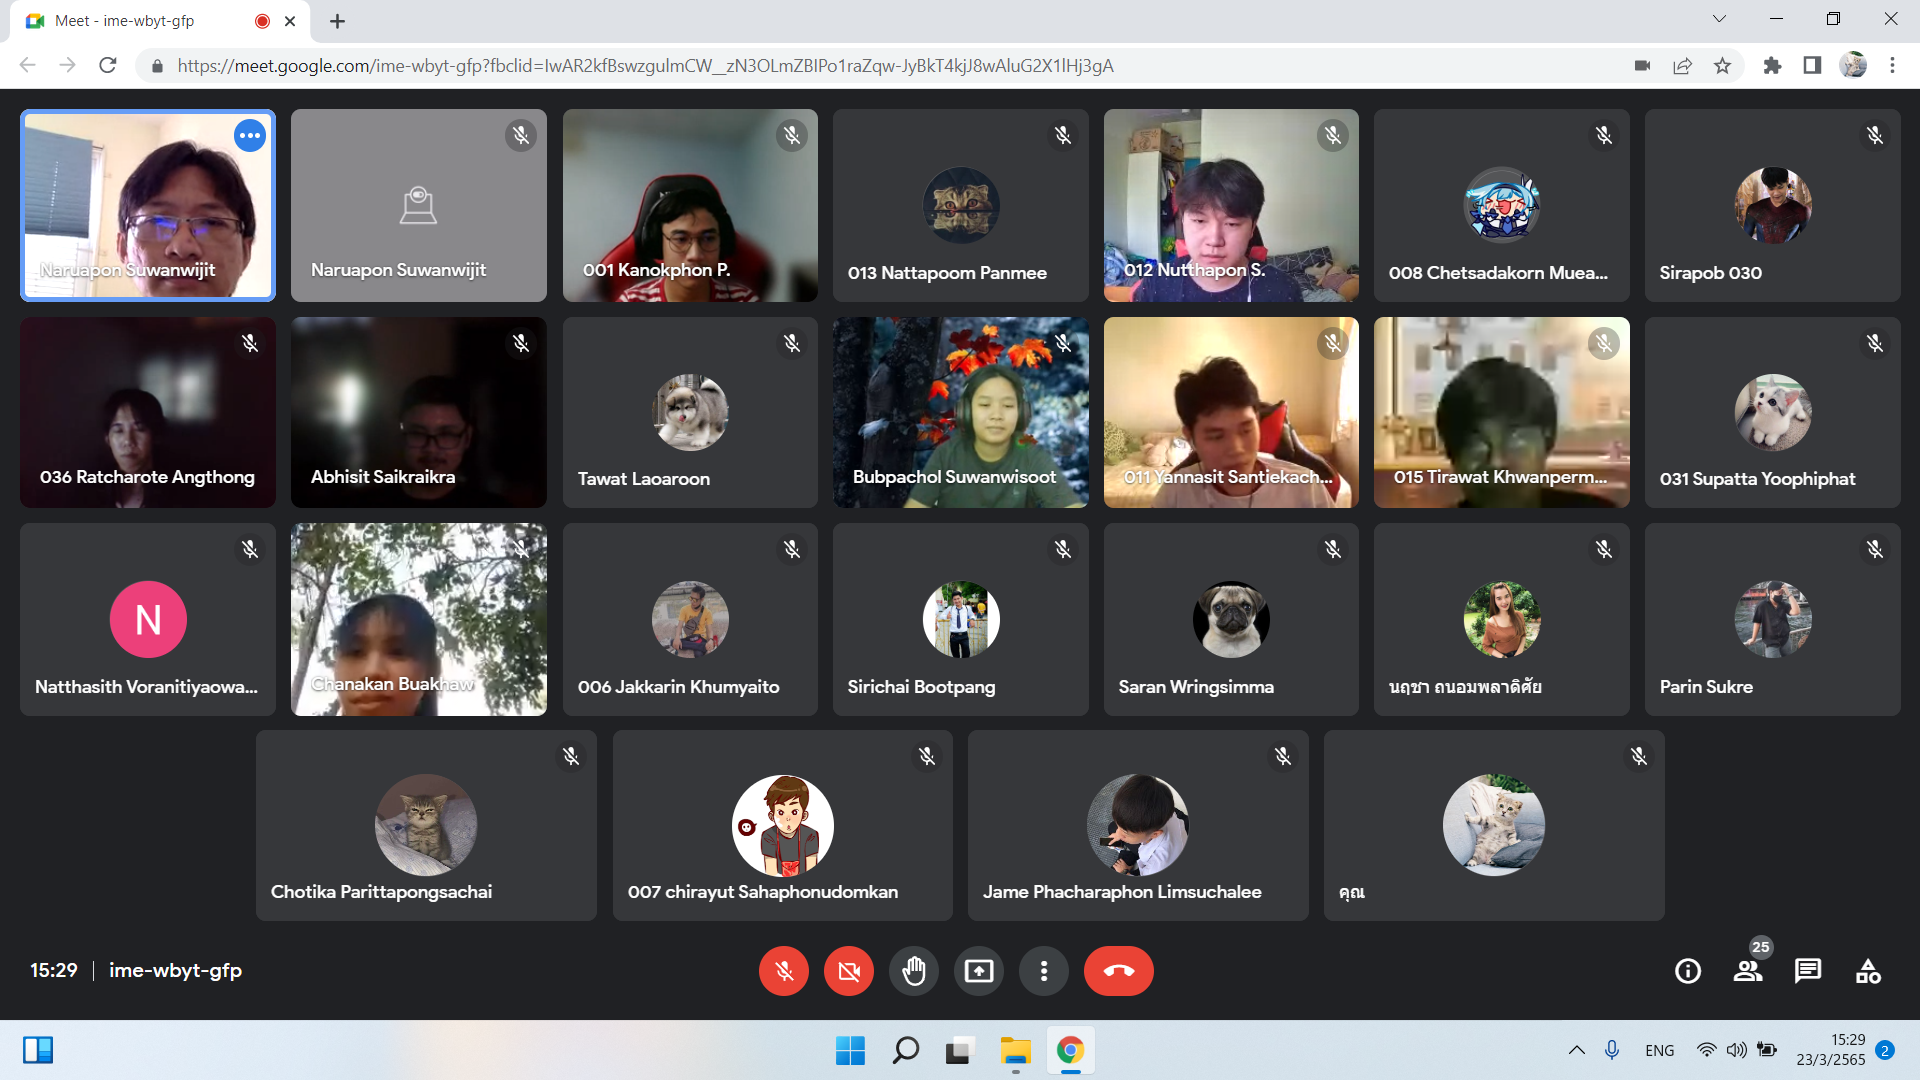 Meet - ime-wbyt-gfp
https://meet.google.com/ime-wbyt-gfp?fbclid=IwAR2kfBswzgulmCW__zN3OLmZBIPo1raZqw-JyBkT4kjJ8wAluG2X1lHj3gA
Naruapon Suwanwijit
Naruapon Suwanwijit
001 Kanokphon P.
013 Nattapoom Panmee
012 Nutthapon S.
008 Chetsadakorn Muea...
Sirapob 030
036 Ratcharote Angthong
Abhisit Saikraikra
Tawat Laoaroon
Bubpachol Suwanwisoot
011 Yannasit Santiekach...
015 Tirawat Khwanperm...
031 Supatta Yoophiphat
N
Natthasith Voranitiyaowa...
Chanakan Buakhaw
006 Jakkarin Khumyaito
Sirichai Bootpang
Saran Wringsimma
นฤชา ถนอมพลาดิศัย
Parin Sukre
Chotika Parittapongsachai
007 chirayut Sahaphonudomkan
Jame Phacharaphon Limsuchalee
คุณ
15:29 | ime-wbyt-gfp
25
ENG
15:29
23/3/2565
2